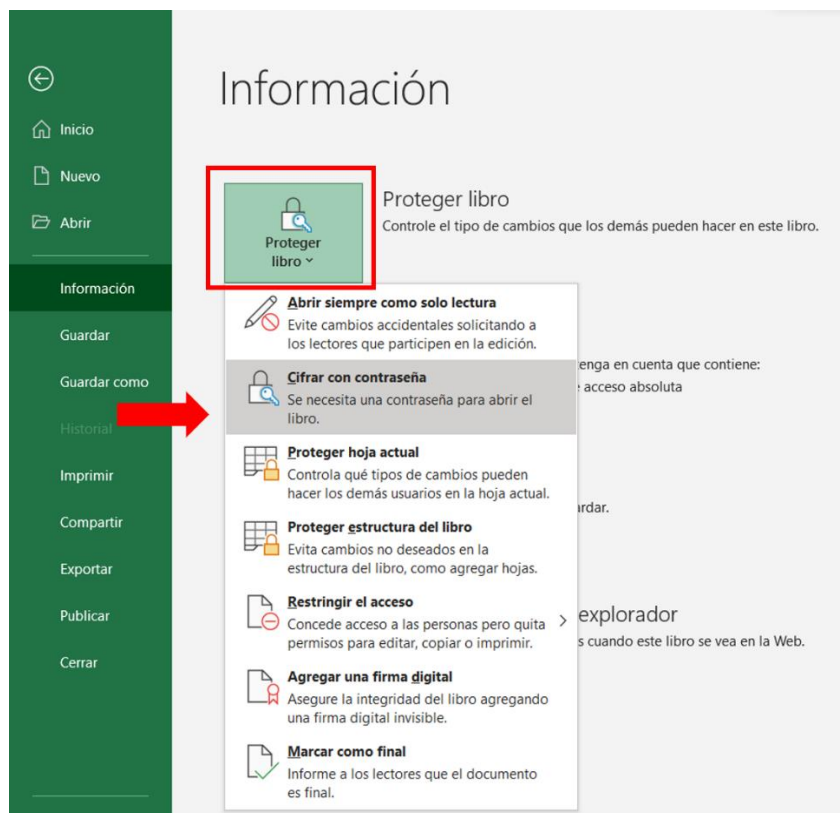 Información
Inicio
Nuevo
Abrir
Información
Guardar
Guardar como
Historial
Imprimir
Compartir
Exportar
Publicar
Cerrar
Proteger
libro
Proteger libro
Controle el tipo de cambios que los demás pueden hacer en este libro.
Abrir siempre como solo lectura
Evite cambios accidentales solicitando a
los lectores que participen en la edición.
Cifrar con contraseña
Se necesita una contraseña para abrir el
libro.
Proteger hoja actual
Controla qué tipos de cambios pueden
hacer los demás usuarios en la hoja actual.
Proteger estructura del libro
Evita cambios no deseados en la
estructura del libro, como agregar hojas.
Restringir el acceso
Concede acceso a las personas pero quita
permisos para editar, copiar o imprimir.
Agregar una firma digital
Asegure la integridad del libro agregando
una firma digital invisible.
Marcar como final
Informe a los lectores que el documento
es final.
en cuenta que contiene:
acceso absoluta
explorador
cuando este libro se vea en la Web.